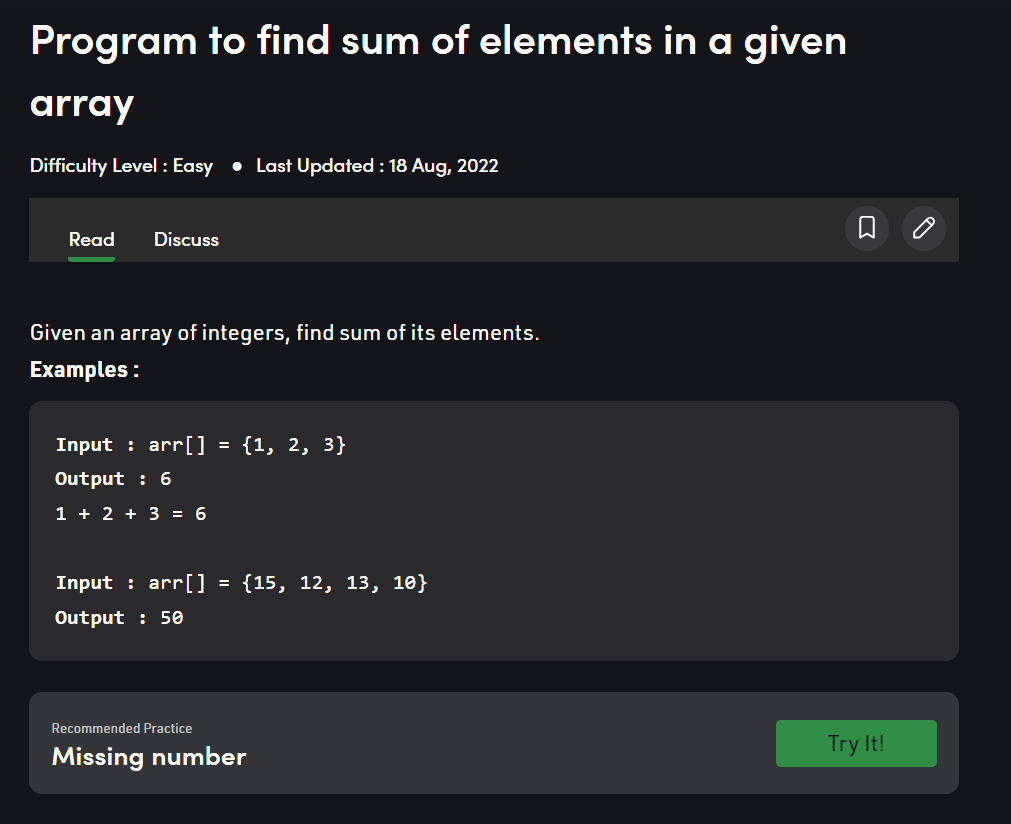 Program to find sum of elements in a given
array
Difficulty Level : Easy ● Last Updated : 18 Aug, 2022
Read Discuss
Given an array of integers, find sum of its elements.
Examples :
Input : arr[] = {1, 2, 3}
Output : 6
1 + 2 + 3 = 6
Input : arr[] = {15, 12, 13, 10}
Output : 50
Recommended Practice
Missing number
Try It!